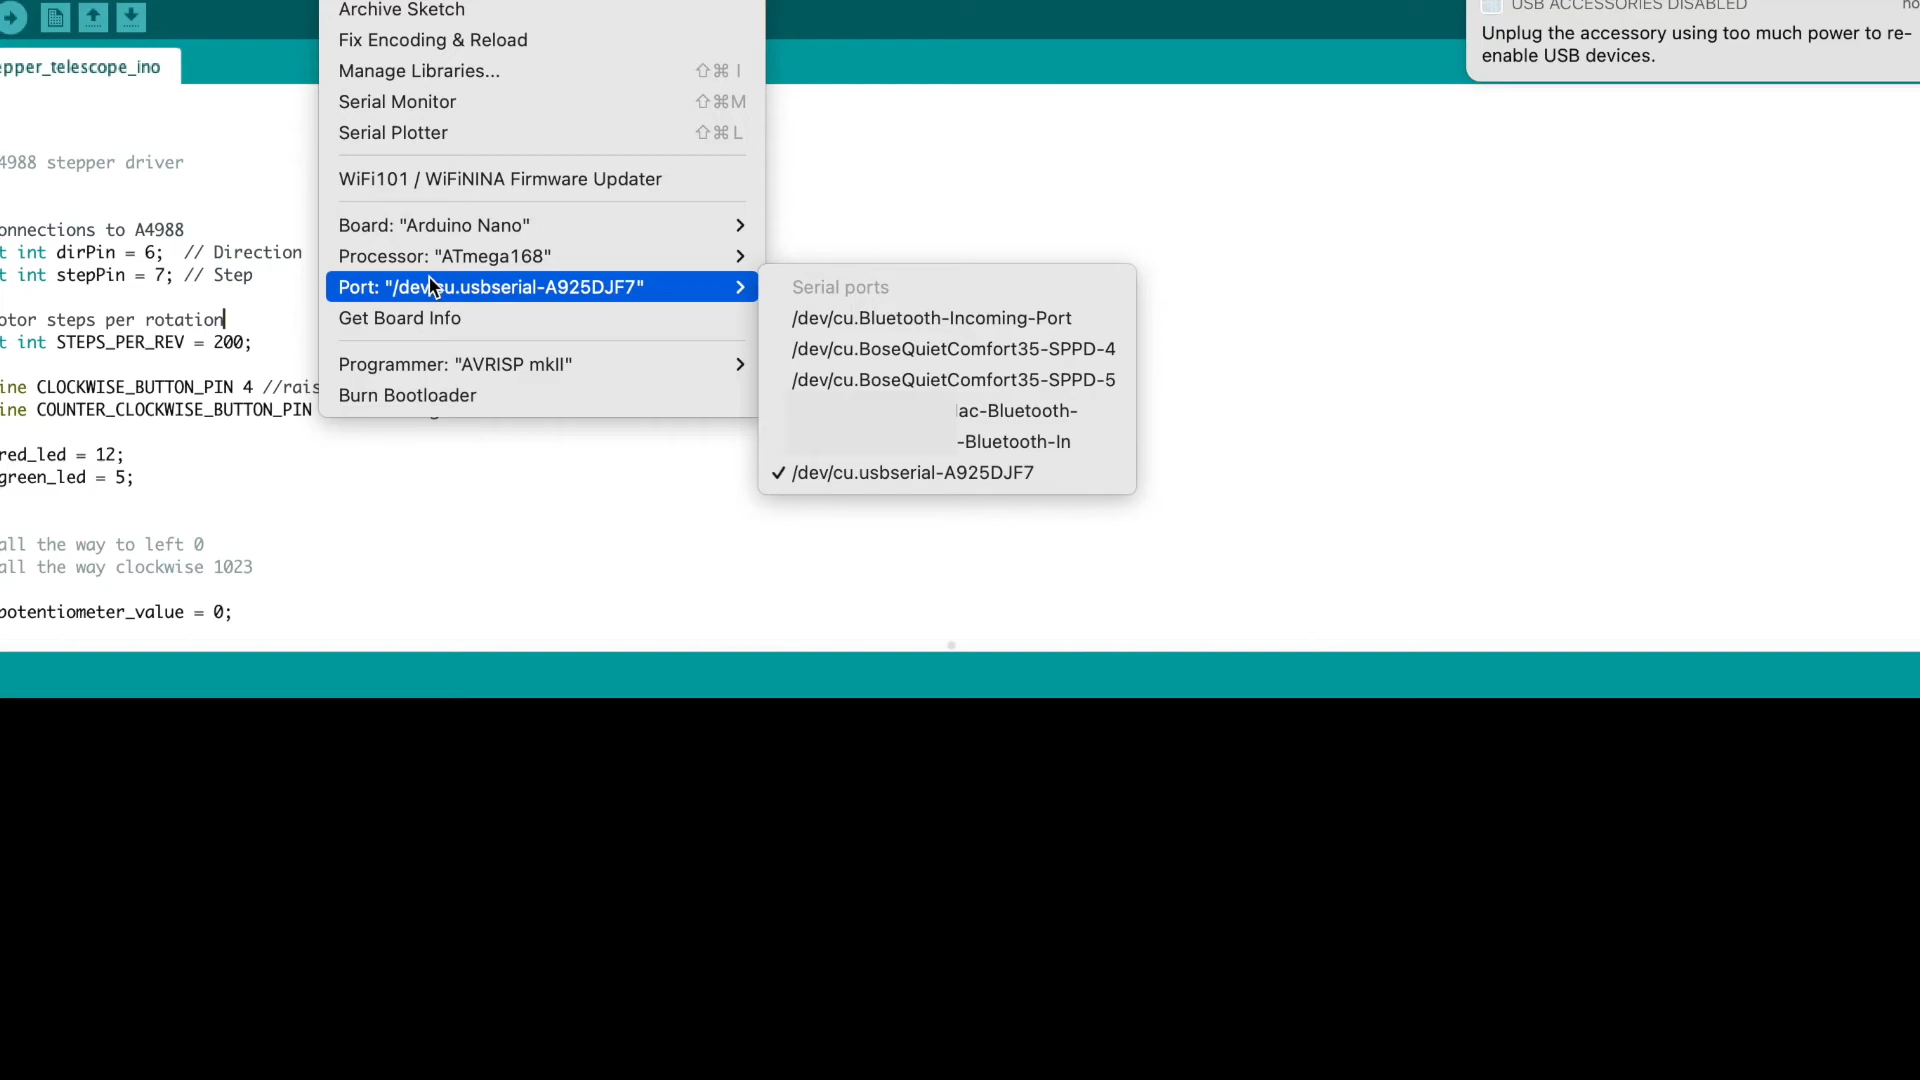 Archive Sketch
Fix Encoding & Reload
Manage Libraries... ⇧⌘ I
Serial Monitor ⇧⌘M
Serial Plotter ⇧⌘ L
WiFi101 / WiFiNINA Firmware Updater
Board: "Arduino Nano"
Processor: "ATmega168"
Port: "/dev/cu.usbserial-A925DJF7"
Get Board Info
Programmer: "AVRISP mkII"
Burn Bootloader
Serial ports
/dev/cu.Bluetooth-Incoming-Port
/dev/cu.BoseQuietComfort35-SPPD-4
/dev/cu.BoseQuietComfort35-SPPD-5
ac-Bluetooth-
-Bluetooth-In
✓ /dev/cu.usbserial-A925DJF7
USB ACCESSORIES DISABLED no
Unplug the accessory using too much power to re-
enable USB devices.
epper_telescope_ino
4988 stepper driver
onnections to A4988
t int dirPin = 6; // Direction
t int stepPin = 7; // Step
otor steps per rotation
t int STEPS_PER_REV = 200;
ine CLOCKWISE_BUTTON_PIN 4 //rais
ine COUNTER_CLOCKWISE_BUTTON_PIN
red_led = 12;
green_led = 5;
all the way to left 0
all the way clockwise 1023
potentiometer_value = 0;